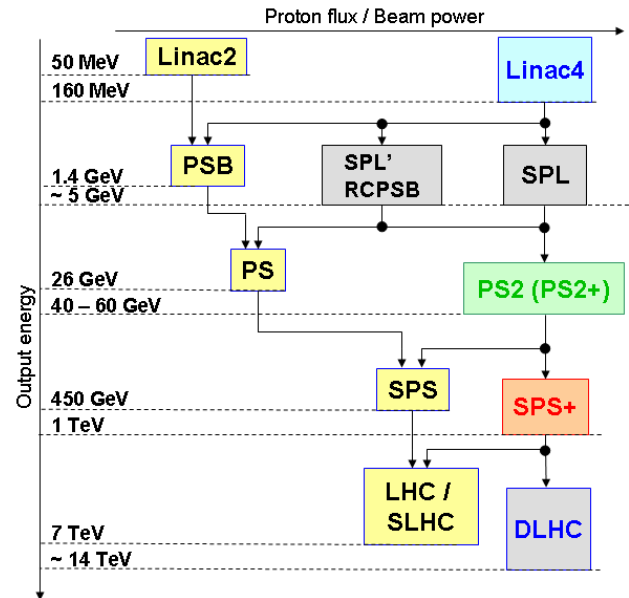 Proton flux / Beam power
Linac2
50 MeV
Linac4
160 MeV
PSB
SPL’
RCPSB
SPL
1.4 GeV
~ 5 GeV
PS
26 GeV
PS2 (PS2+)
40 – 60 GeV
Output energy
SPS
SPS+
450 GeV
1 TeV
LHC /
SLHC
DLHC
7 TeV
~ 14 TeV